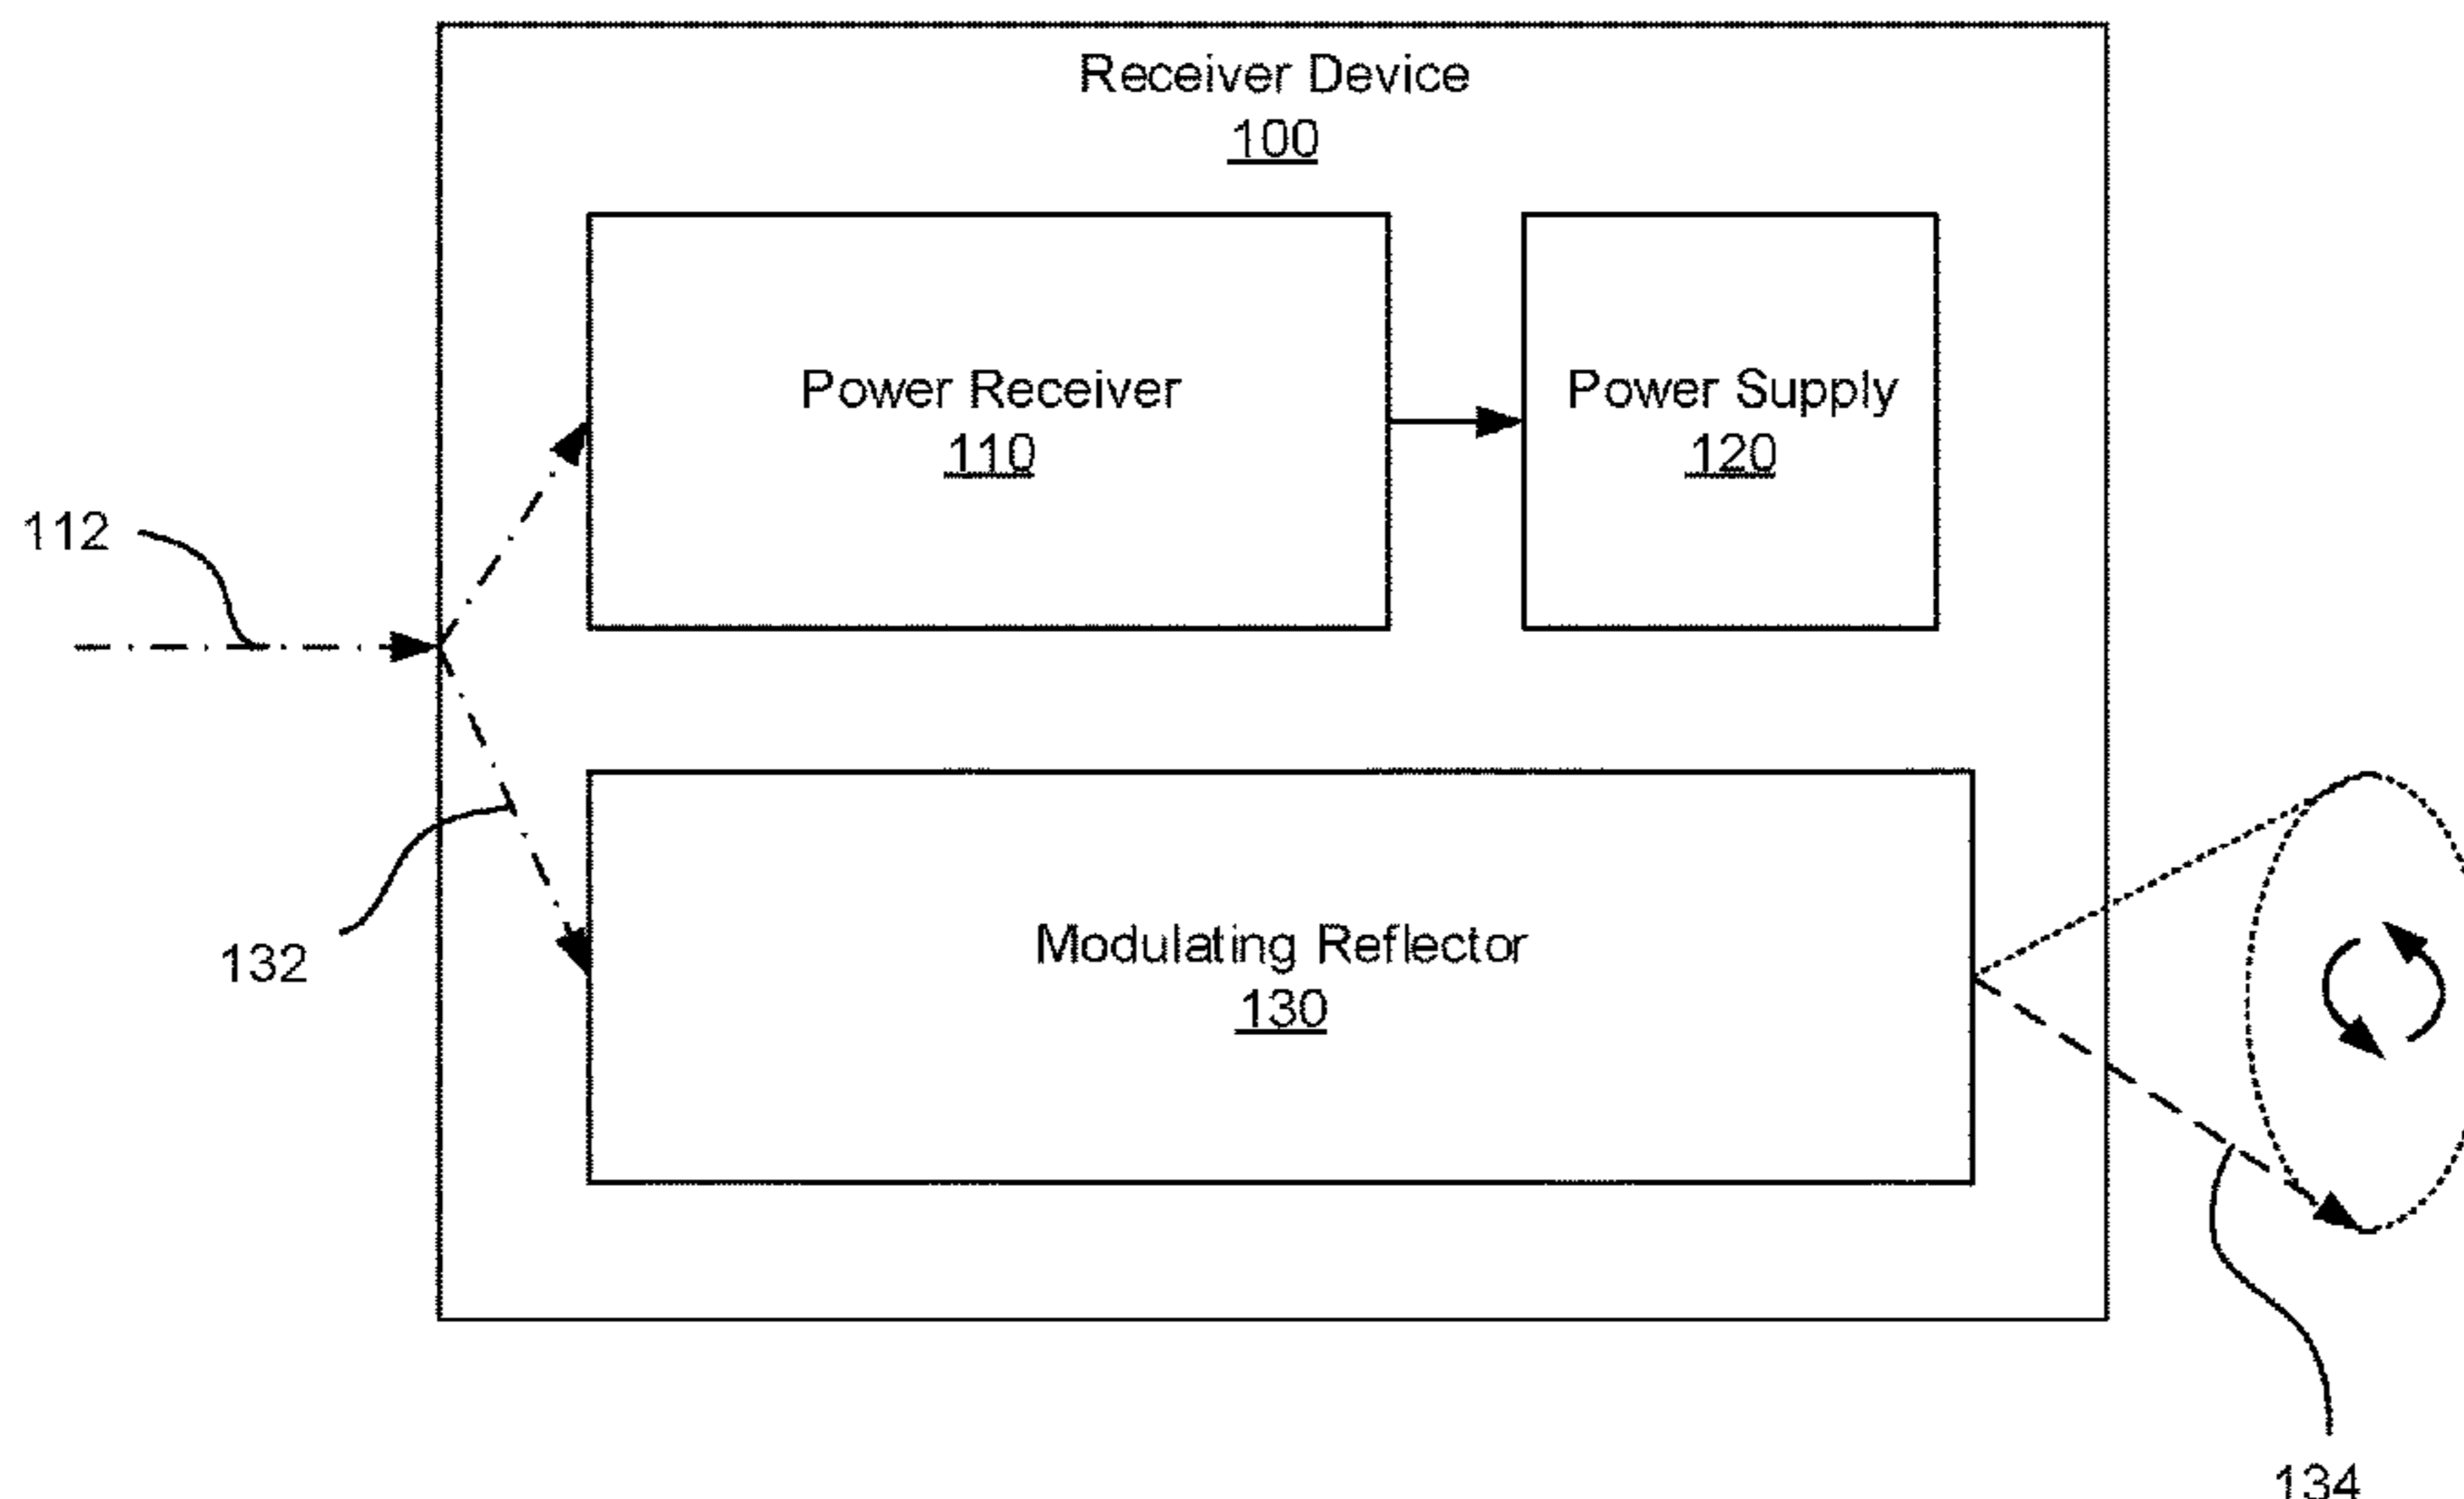 Receiver Device
100
Power Receiver
110
Power Supply
120
112
132
Modulating Reflector
130
134